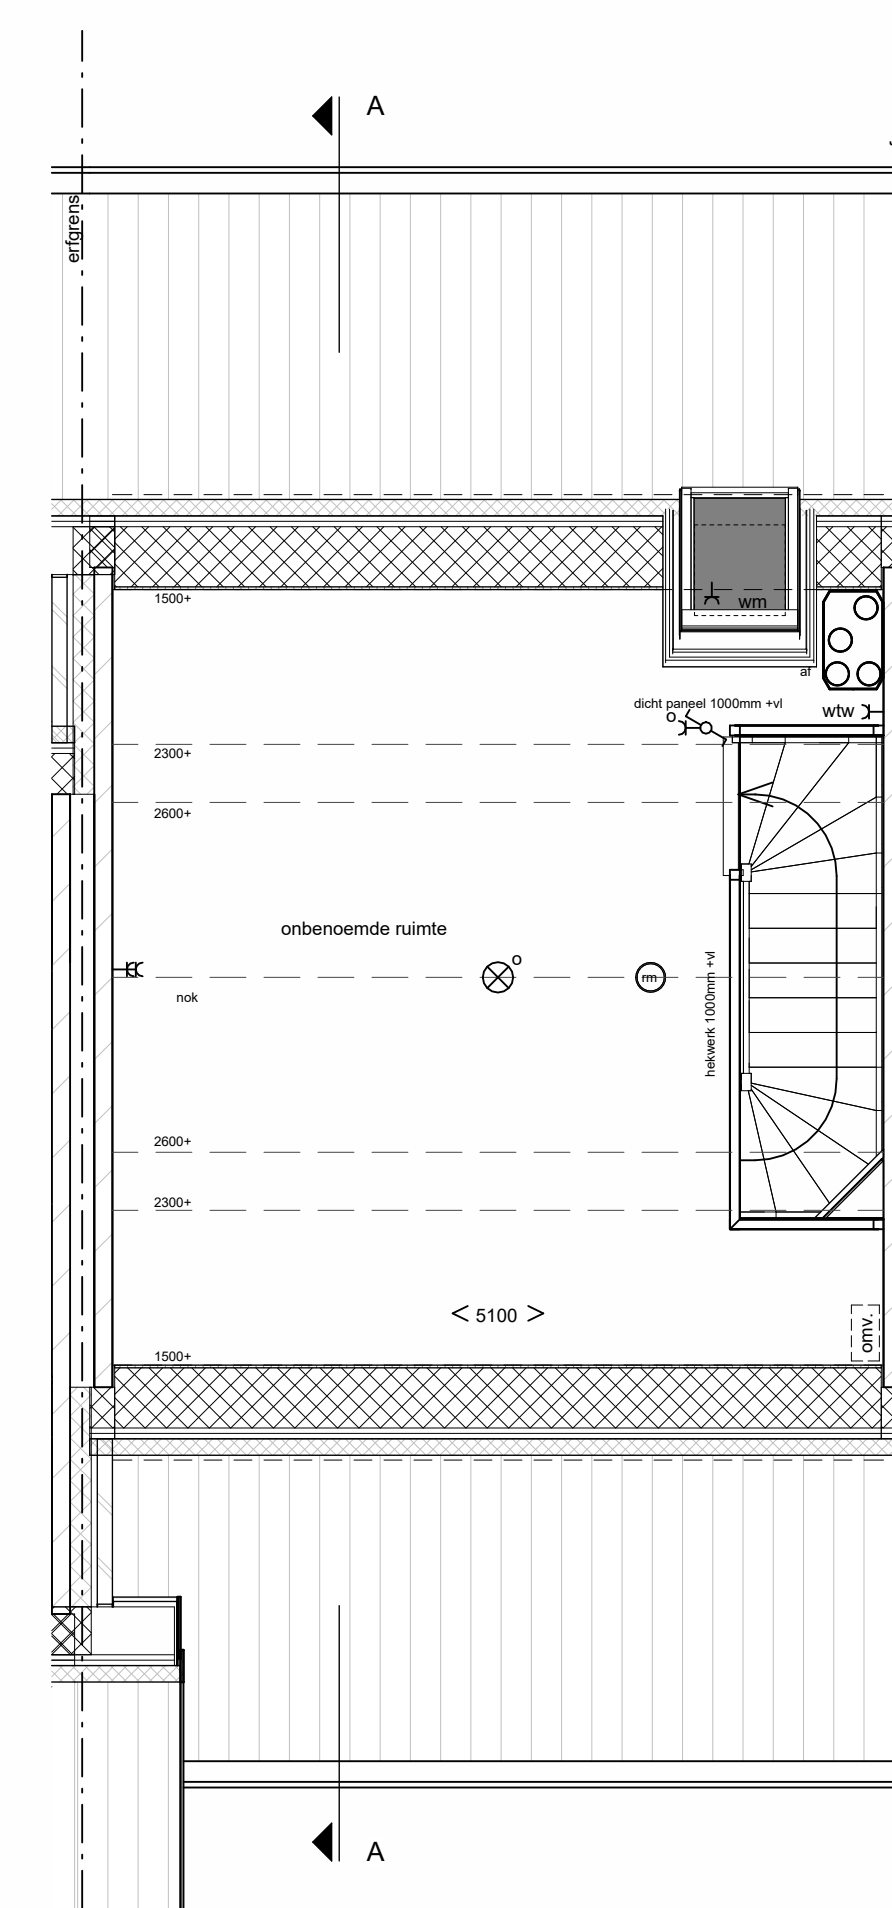 A
erfgrens
1500+
wm
af
dicht paneel 1000mm +vl
o
wtw
2300+
2600+
onbenoemde ruimte
o
rm
nok
hekwerk 1000mm +vl
2600+
2300+
< 5100 >
omv.
1500+
A